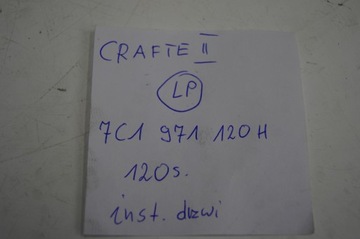 CRAFTE II
LP
7C1 971 120 H
120s.
inst. drzwi